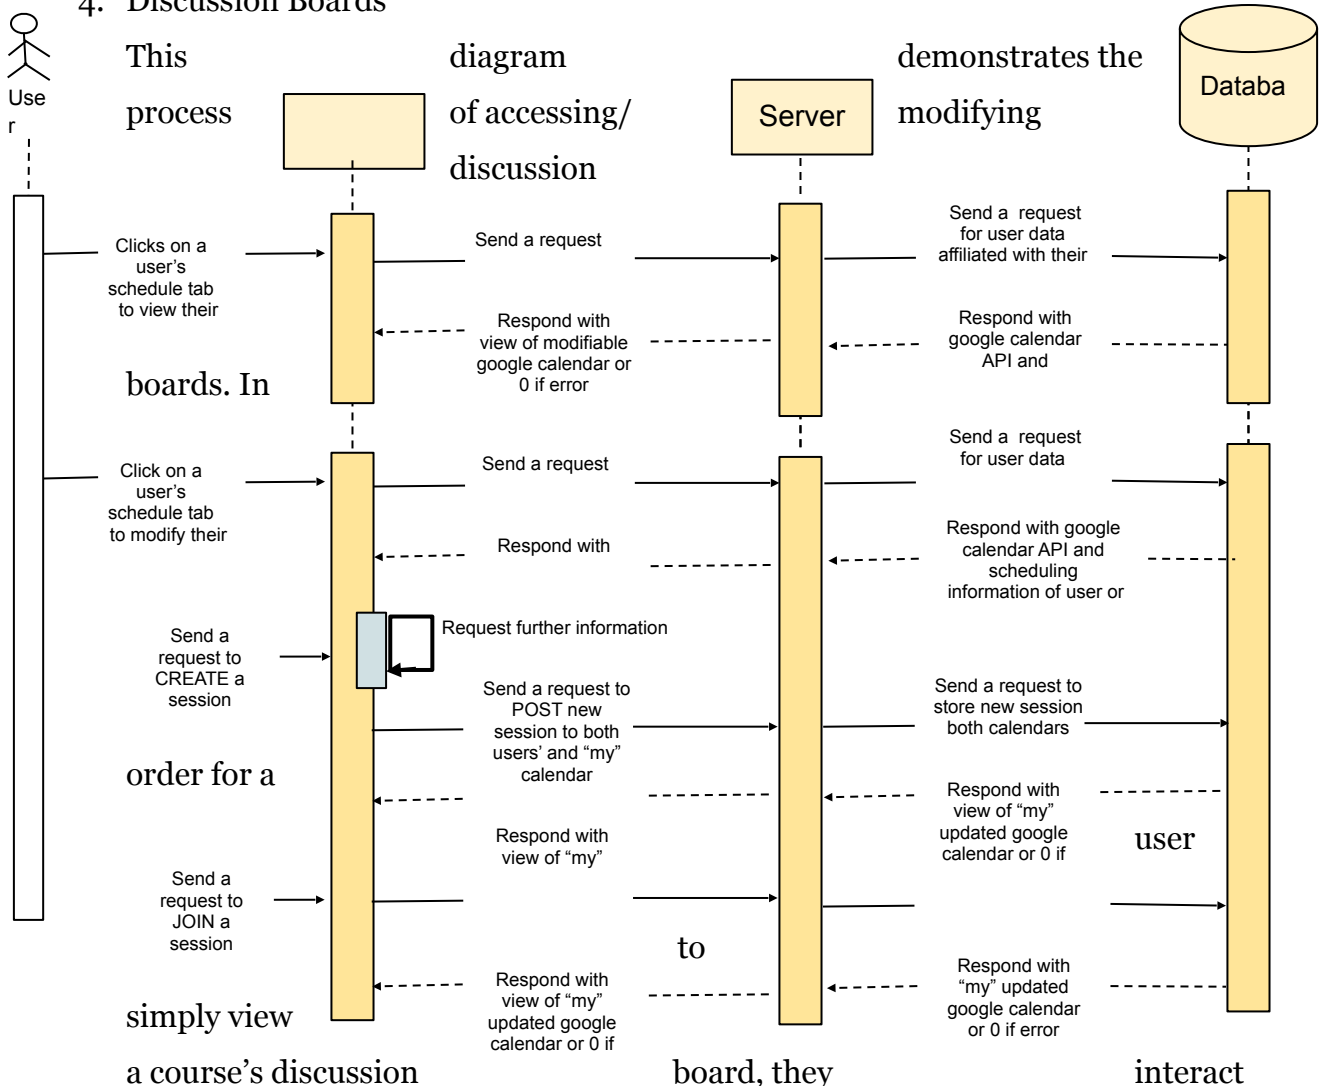 4. Discussion Boards
This diagram demonstrates the
process of accessing/ modifying
discussion
Use
r
Server
Databa
Clicks on a
user's
schedule tab
to view their
Send a request
Send a request
for user data
affiliated with their
Respond with
view of modifiable
google calendar or
0 if error
Respond with
google calendar
API and
boards. In
Click on a
user's
schedule tab
to modify their
Send a request
Send a request
for user data
Respond with
Respond with google
calendar API and
scheduling
information of user or
Send a
request to
CREATE a
session
Request further information
Send a request to
POST new
session to both
users' and “my”
calendar
Send a request to
store new session
both calendars
order for a
Respond with
view of “my”
Respond with
view of “my”
updated google
calendar or 0 if
user
Send a
request to
JOIN a
session
to
Respond with
view of “my”
updated google
calendar or 0 if
Respond with
“my” updated
google calendar
or 0 if error
simply view
a course's discussion board, they interact